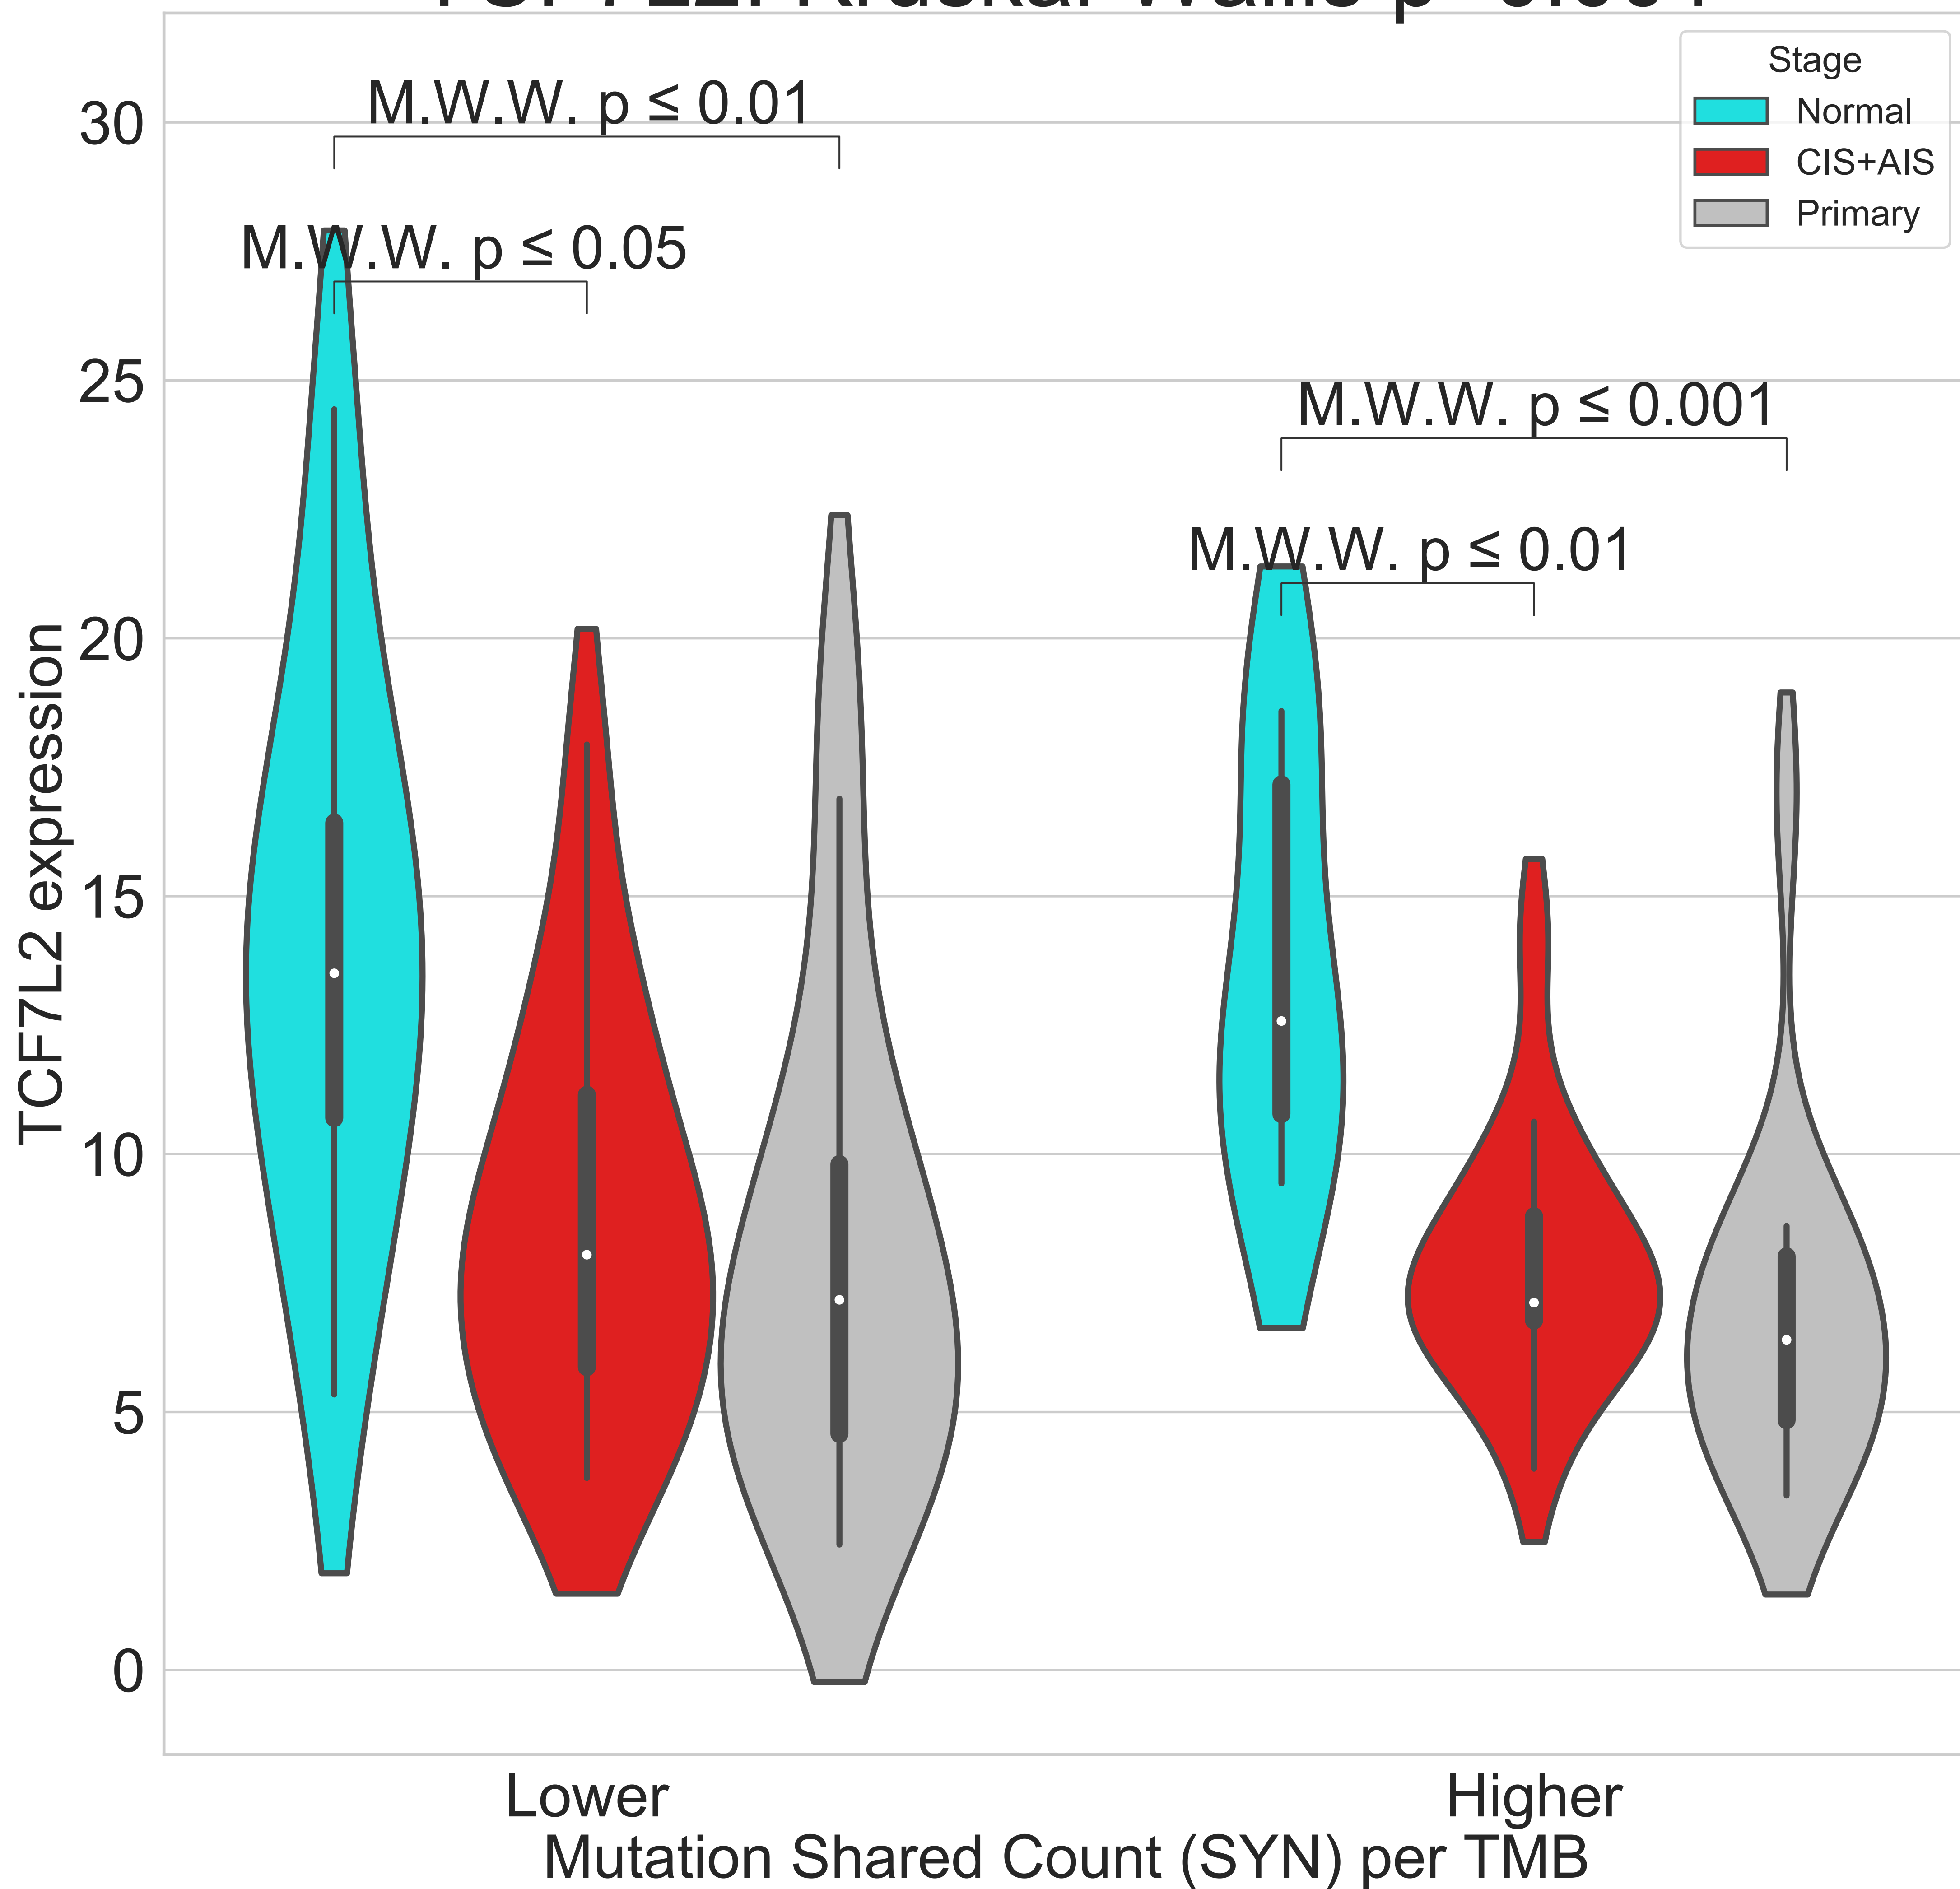 M.W.W. p ≤ 0.01
M.W.W. p ≤ 0.05
M.W.W. p ≤ 0.001
M.W.W. p ≤ 0.01
Stage
Normal
CIS+AIS
Primary
TCF7L2 expression
30
25
20
15
10
5
0
Lower
Higher
Mutation Shared Count (SYN) per TMB